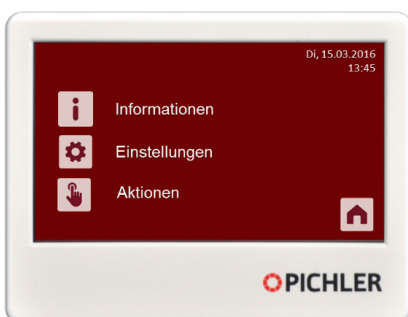 Di, 15.03.2016
13:45
Informationen
Einstellungen
Aktionen
PICHLER